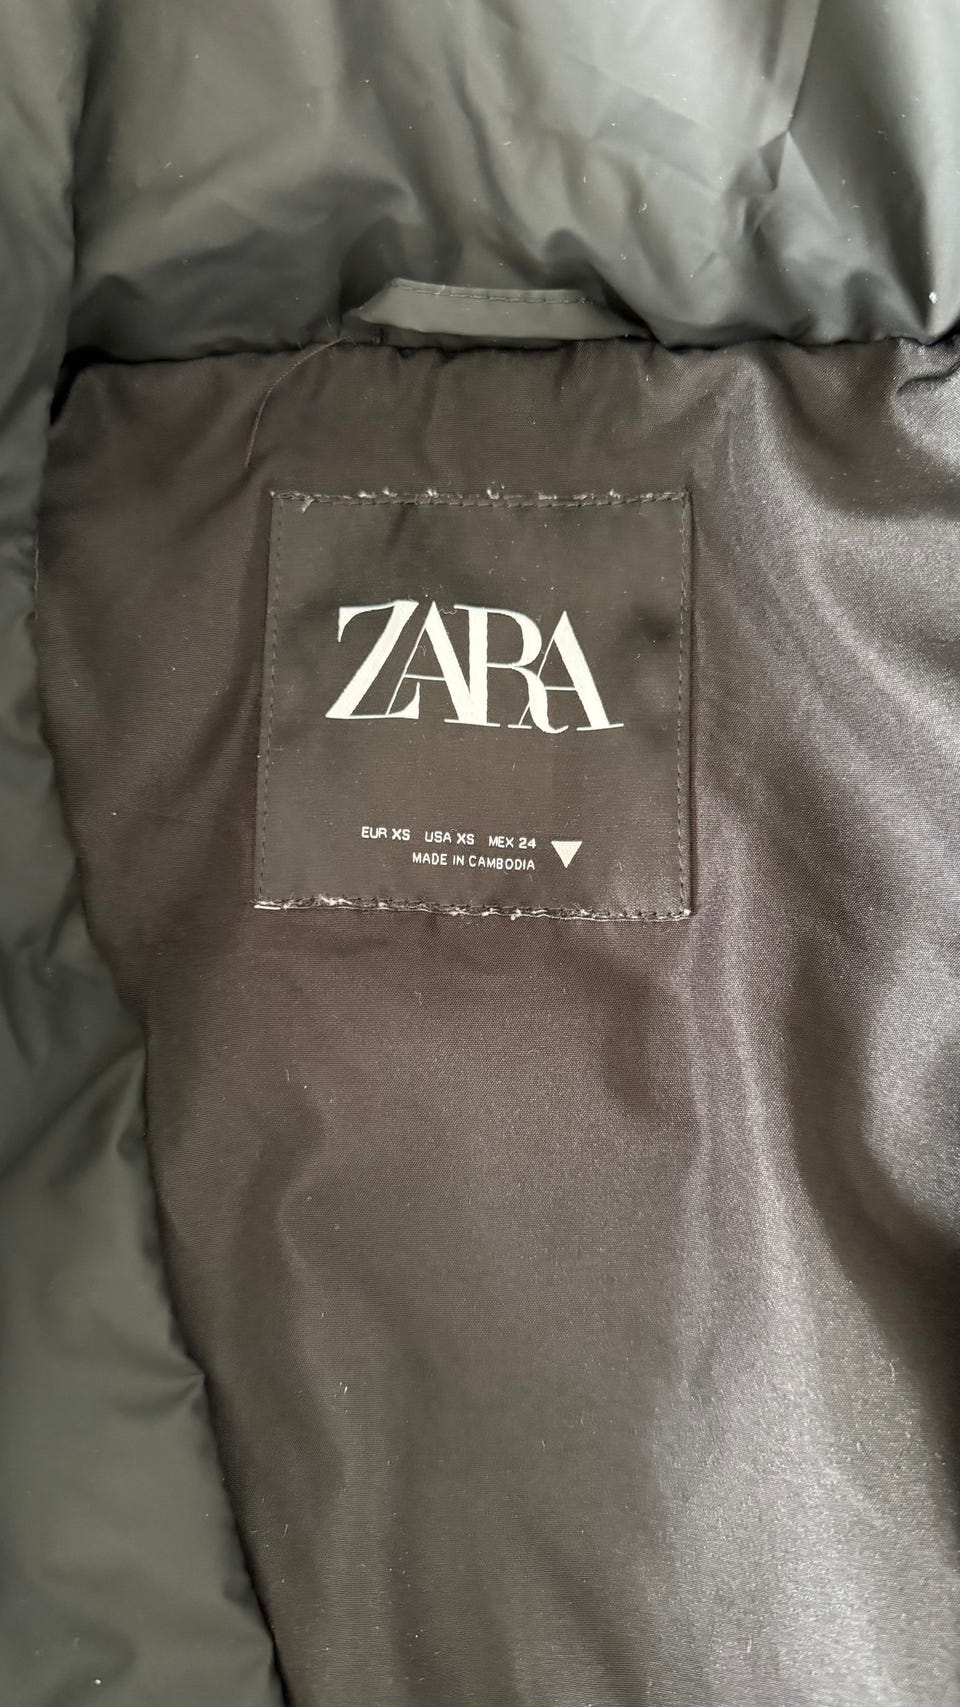 ZARA
EUR XS USA XS MEX 24
MADE IN CAMBODIA